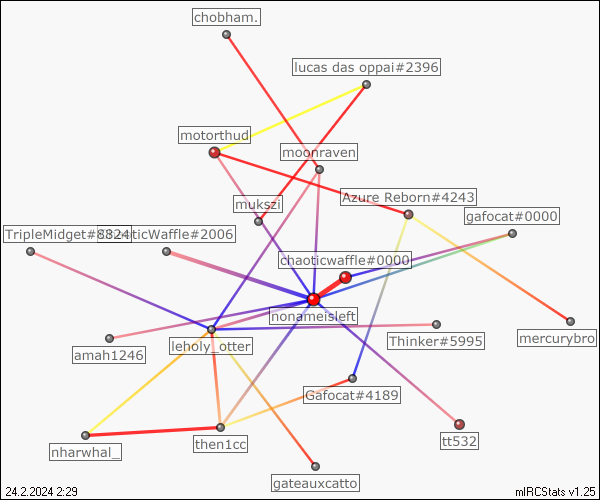 chobham.
lucas das oppai#2396
motorthud
moonraven
Azure Reborn#4243
mukszi
gafocat#0000
TripleMidget#8824
ChaoticWaffle#2006
chaoticwaffle#0000
nonameisleft
mercurybro
Thinker#5995
leholy_otter
amah1246
Gafocat#4189
tt532
then1cc
nharwhal_
gateauxcatto
24.2.2024 2:29
mIRCStats v1.25